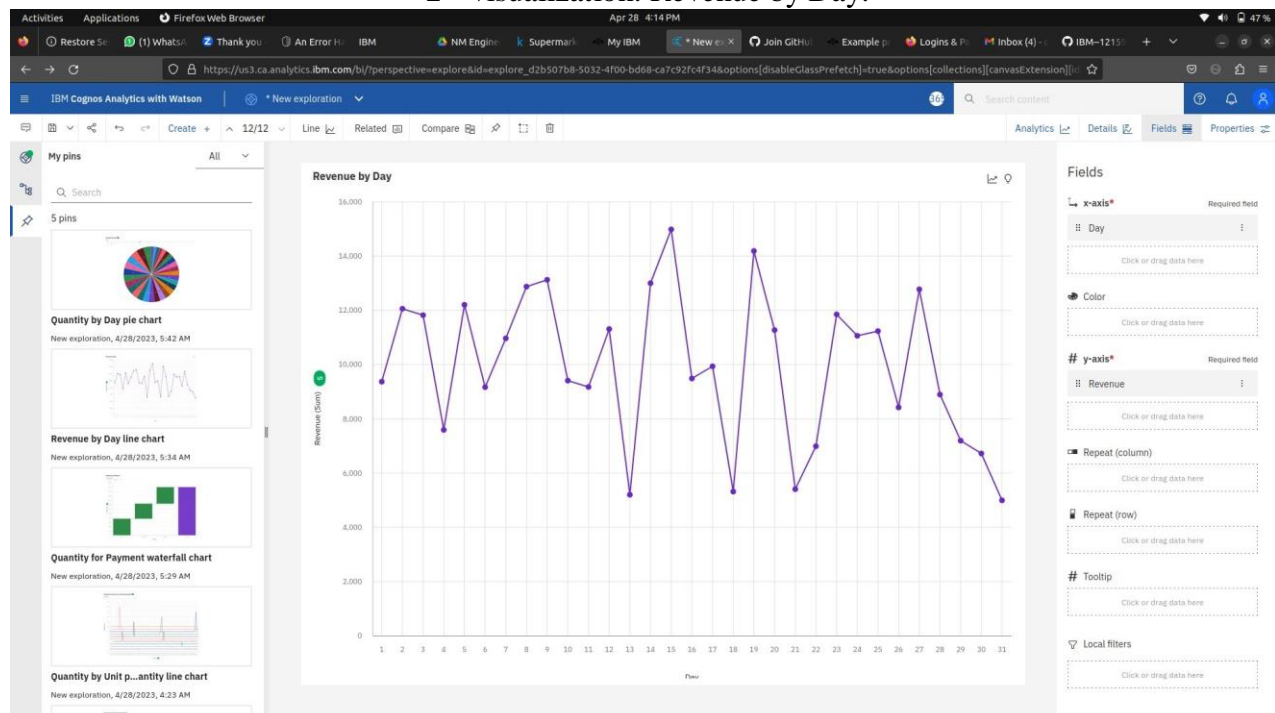 2 – Visualization: Revenue by Day.
Activities Applications Firefox Web Browser Apr 28 4:14 PM 47 %
Restore Se (1) WhatsA Thank you An Error H IBM NM Engine Supermark My IBM * New ex Join GitHu Example p Logins & Pa Inbox (4) - IBM-1215
https://us3.ca.analytics.ibm.com/bi/?perspective=explore&id=explore_d2b507b8-5032-4f00-bd68-ca7c92fc4f34&options[disableGlassPrefetch]=true&options[collections][canvasExtension][id
IBM Cognos Analytics with Watson * New exploration Search content
Create + 12/12 Line Related Compare Analytics Details Fields Properties
My pins All
Search
5 pins
Quantity by Day pie chart
New exploration, 4/28/2023, 5:42 AM
Revenue by Day line chart
New exploration, 4/28/2023, 5:34 AM
Quantity for Payment waterfall chart
New exploration, 4/28/2023, 5:29 AM
Quantity by Unit p...antity line chart
New exploration, 4/28/2023, 4:23 AM
Revenue by Day
16,000
14,000
12,000
10,000
8,000
6,000
4,000
2,000
0
Revenue (Sum)
1 2 3 4 5 6 7 8 9 10 11 12 13 14 15 16 17 18 19 20 21 22 23 24 25 26 27 28 29 30 31
Day
Fields
x-axis* Required field
Day
Click or drag data here
Color
Click or drag data here
# y-axis* Required field
Revenue
Click or drag data here
Repeat (column)
Click or drag data here
Repeat (row)
Click or drag data here
# Tooltip
Click or drag data here
Local filters
Click or drag data here